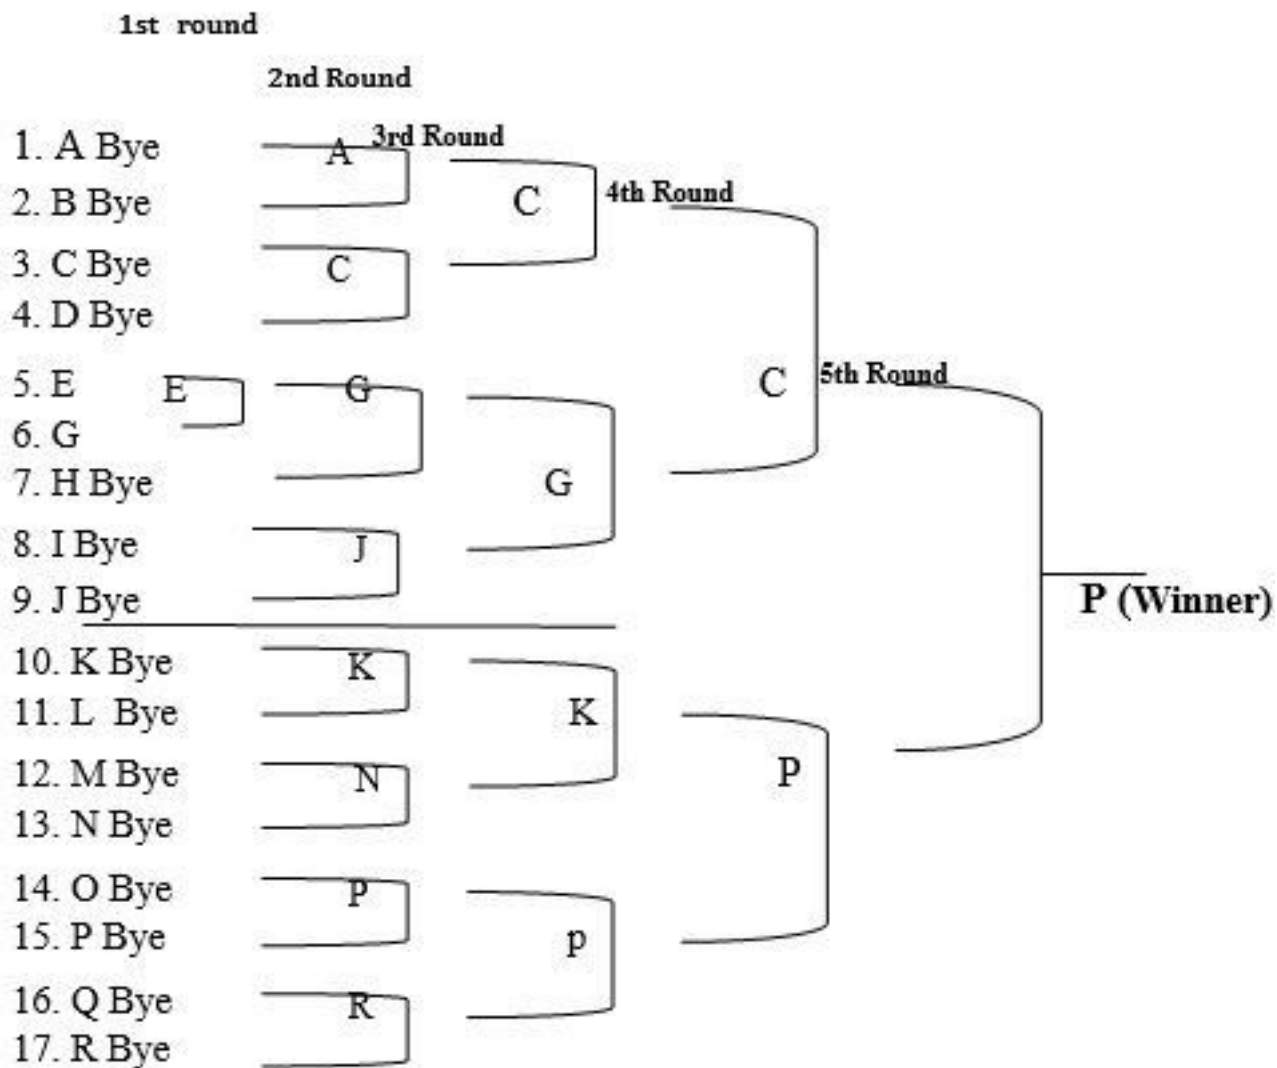 1st round
2nd Round
3rd Round
4th Round
5th Round
1. A Bye
A
2. B Bye
C
3. C Bye
C
4. D Bye
5. E
E
G
C
6. G
7. H Bye
G
8. I Bye
J
9. J Bye
P (Winner)
10. K Bye
K
11. L Bye
K
12. M Bye
N
P
13. N Bye
14. O Bye
P
15. P Bye
p
16. Q Bye
R
17. R Bye